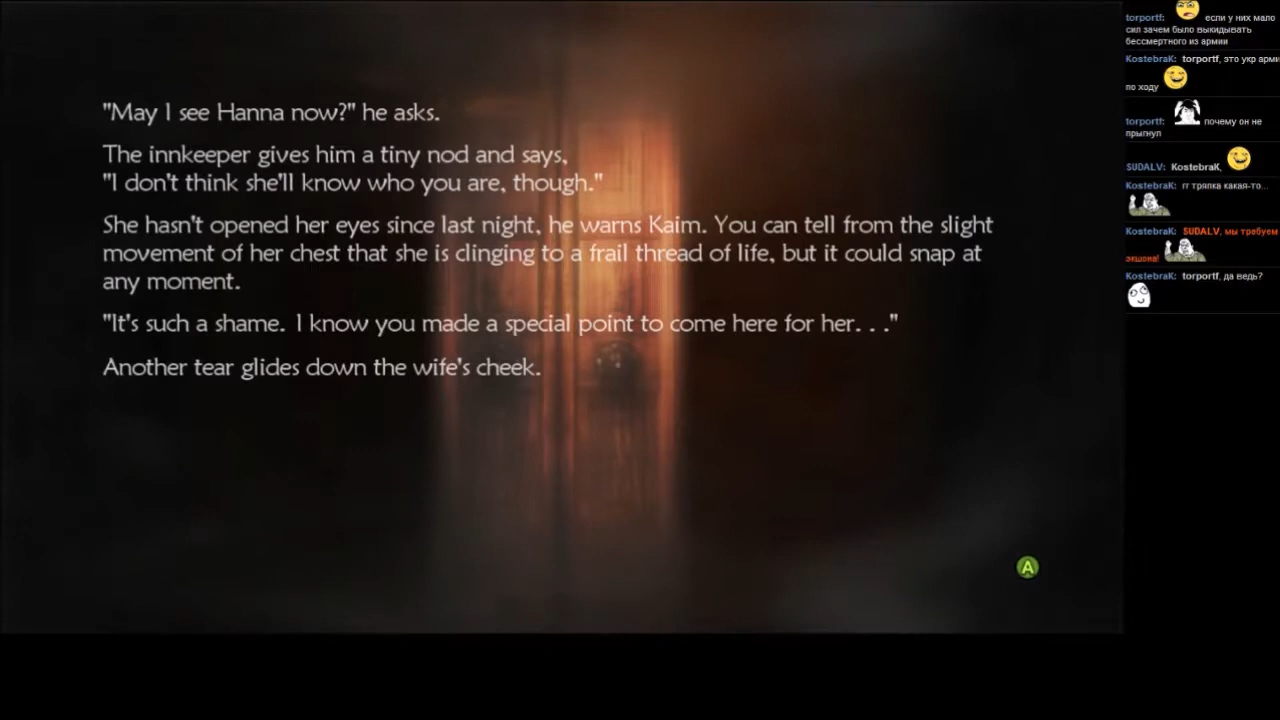 "May I see Hanna now?" he asks.
The innkeeper gives him a tiny nod and says,
"I don't think she'll know who you are, though."
She hasn't opened her eyes since last night, he warns Kaim. You can tell from the slight
movement of her chest that she is clinging to a frail thread of life, but it could snap at
any moment.
"It's such a shame. I know you made a special point to come here for her. . ."
Another tear glides down the wife's cheek.
A
torportf: если у них мало
сил зачем было выкидывать
бессмертного из армии
KostebraK: torportf, это укр арми
по ходу
torportf: почему он не
прыгнул
SUDALV: KostebraK,
KostebraK: гг тряпка какая-то...
KostebraK: SUDALV, мы требуем
экшона!
KostebraK: torportf, да ведь?